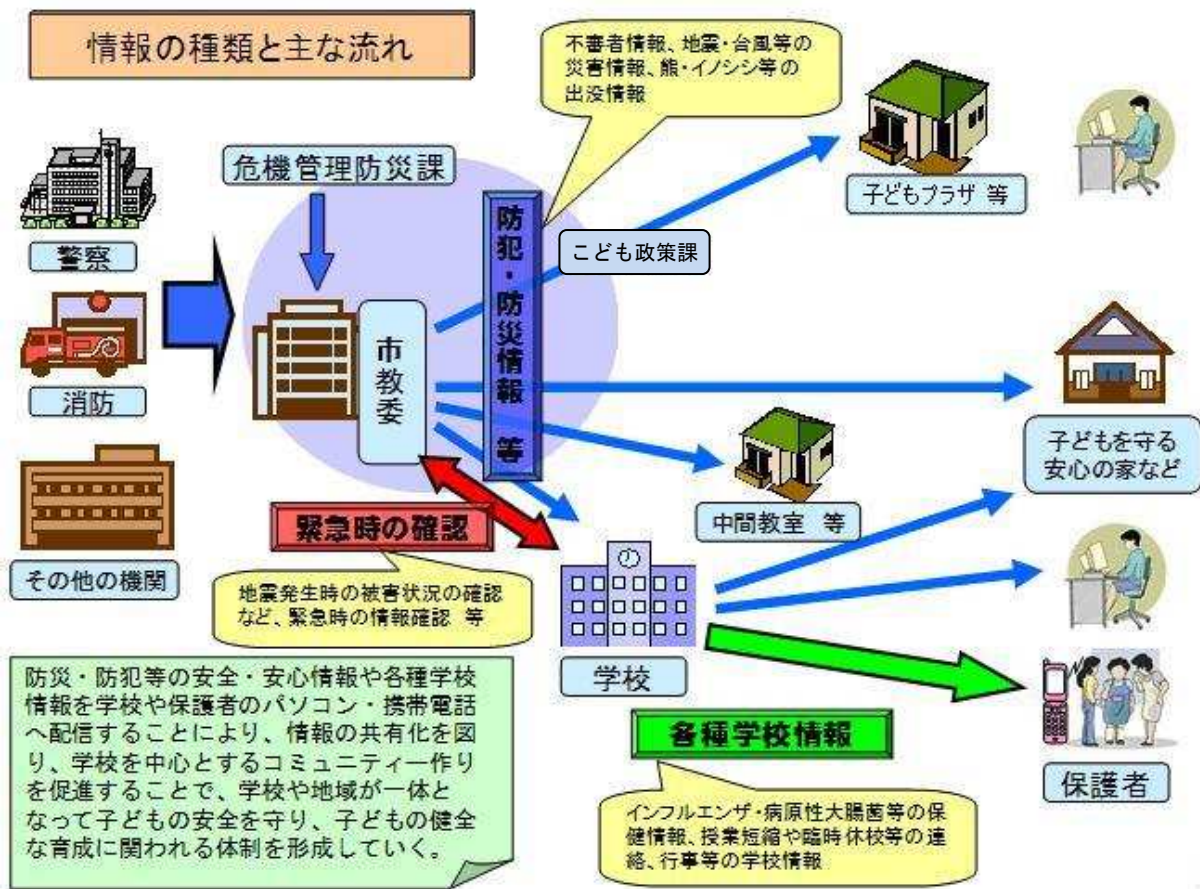 情報の種類と主な流れ
不審者情報、地震・台風等の
災害情報、熊・イノシシ等の
出没情報
危機管理防災課
警察
消防
その他の機関
市教委
防犯・防災情報 等
こども政策課
子どもプラザ 等
子どもを守る
安心の家など
中間教室 等
緊急時の確認
地震発生時の被害状況の確認
など、緊急時の情報確認 等
学校
各種学校情報
インフルエンザ・病原性大腸菌等の保
健情報、授業短縮や臨時休校等の連
絡、行事等の学校情報
保護者
防災・防犯等の安全・安心情報や各種学校
情報を学校や保護者のパソコン・携帯電話
へ配信することにより、情報の共有化を図
り、学校を中心とするコミュニティー作り
を促進することで、学校や地域が一体と
なって子どもの安全を守り、子どもの健全
な育成に関われる体制を形成していく。